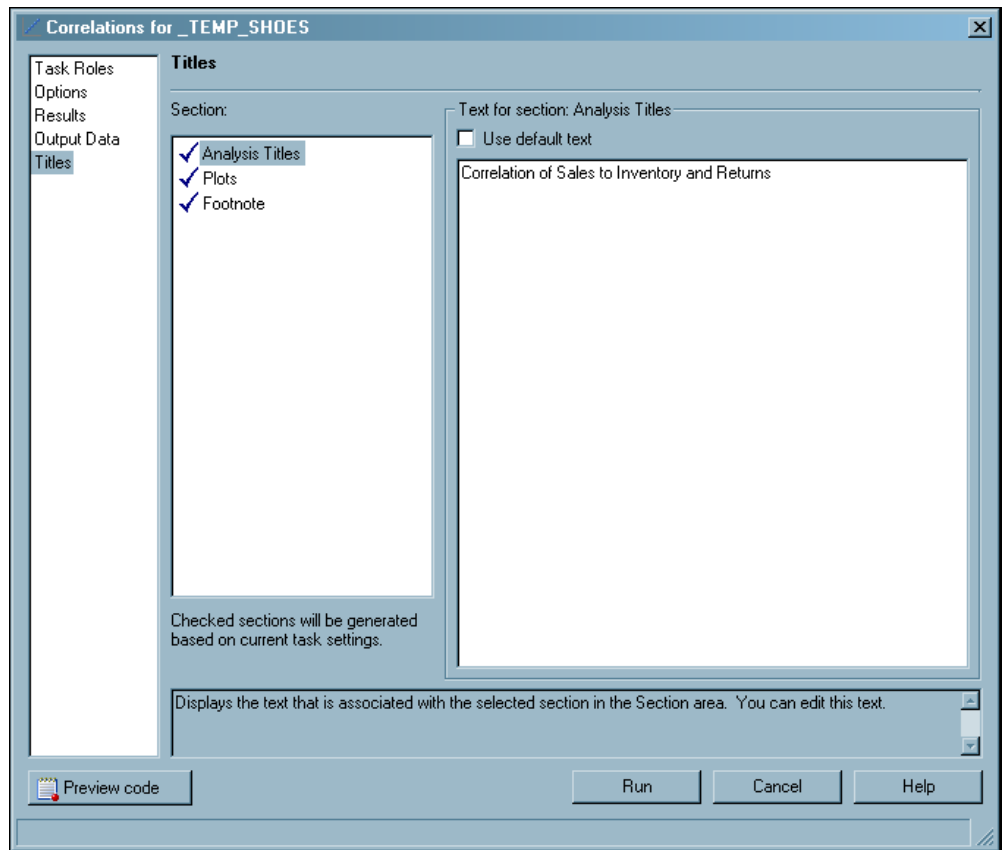 Correlations for _TEMP_SHOES
Task Roles
Options
Results
Output Data
Titles
Titles
Section:
Analysis Titles
Plots
Footnote
Checked sections will be generated
based on current task settings.
Text for section: Analysis Titles
Use default text
Correlation of Sales to Inventory and Returns
Displays the text that is associated with the selected section in the Section area.  You can edit this text.
Preview code
Run
Cancel
Help